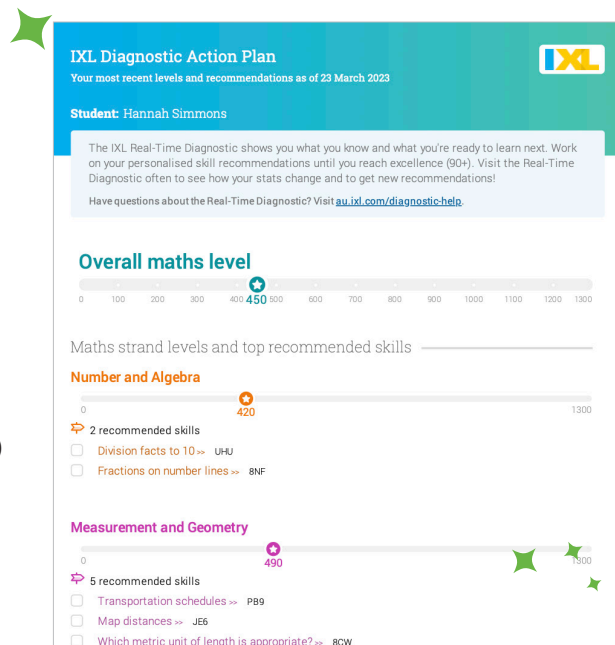 IXL Diagnostic Action Plan
IXL
Your most recent levels and recommendations as of 23 March 2023
Student: Hannah Simmons
The IXL Real-Time Diagnostic shows you what you know and what you're ready to learn next. Work
on your personalised skill recommendations until you reach excellence (90+). Visit the Real-Time
Diagnostic often to see how your stats change and to get new recommendations!
Have questions about the Real-Time Diagnostic? Visit au.ixl.com/diagnostic-help.
Overall maths level
0 100 200 300 400 450 500 600 700 800 900 1000 1100 1200 1300
Maths strand levels and top recommended skills
Number and Algebra
0 420 1300
2 recommended skills
Division facts to 10 >> UHU
Fractions on number lines >> 8NF
Measurement and Geometry
0 490 1300
5 recommended skills
Transportation schedules >> PB9
Map distances >> JE6
Which metric unit of length is appropriate? >> 8CW